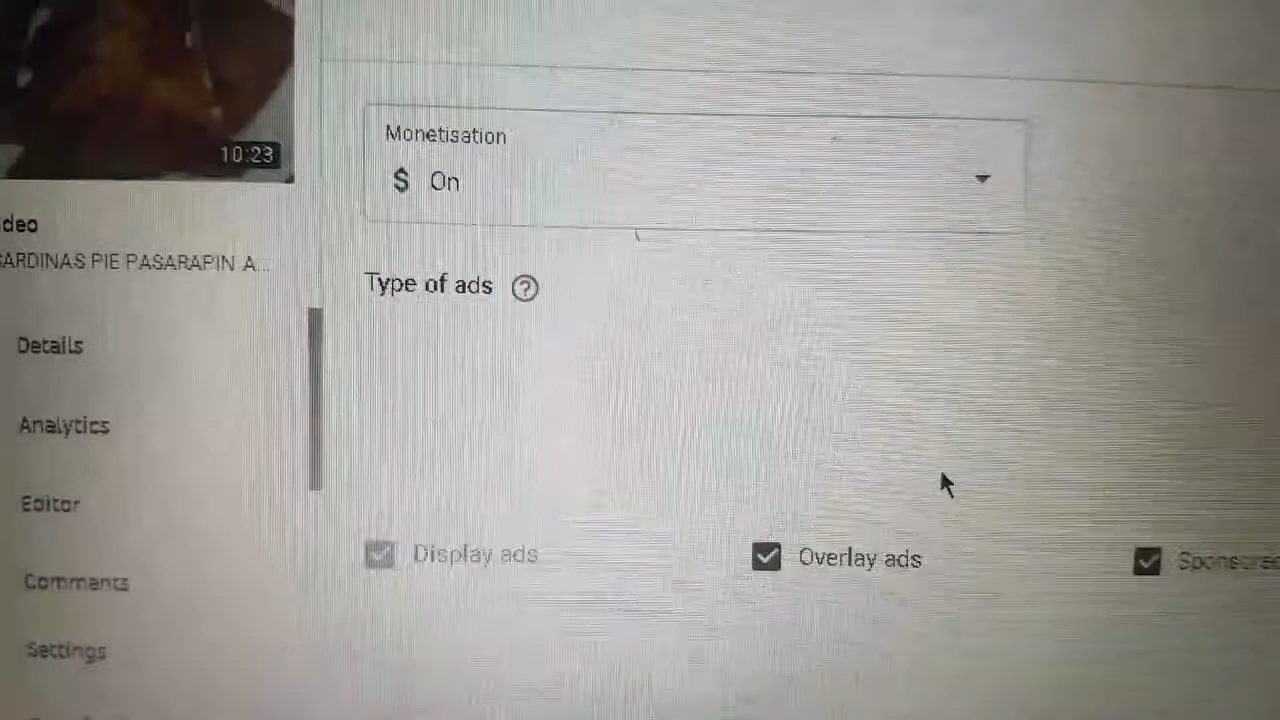 10:23
deo
SARDINAS PIE PASARAPIN A...
Details
Analytics
Editor
Comments
Settings
Monetisation
$ On
Type of ads ?
Display ads
Overlay ads